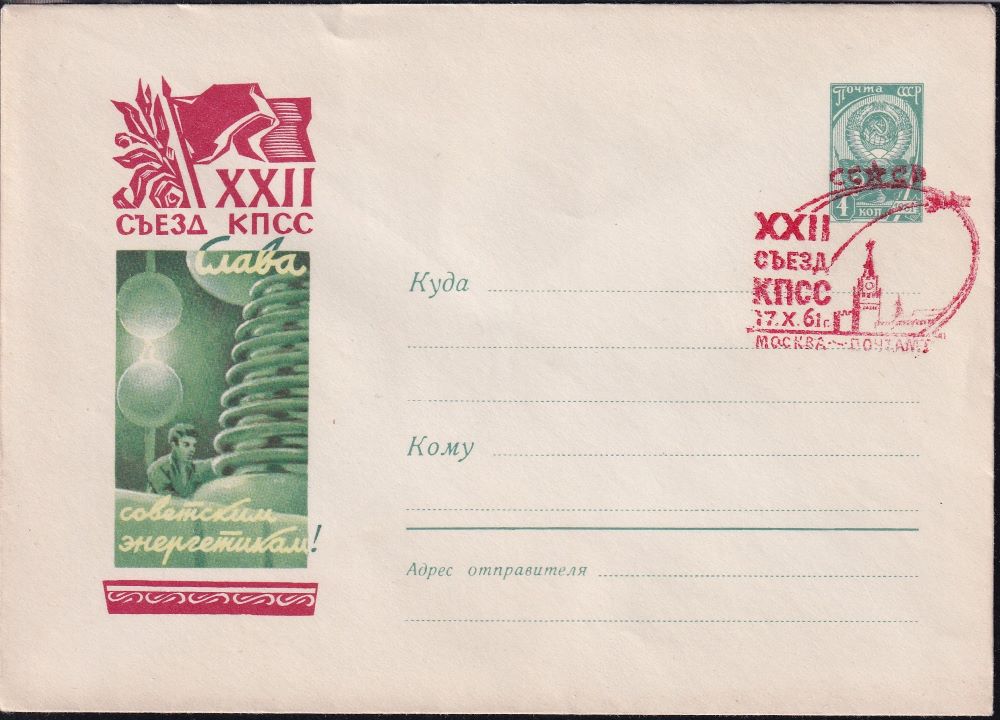 XXII
СЪЕЗД КПСС
Слава
советским
энергетикам!
Почта СССР
4 коп.
СССР
XXII
СЪЕЗД
КПСС
17.X.61г.
МОСКВА-ПОЧТАМТ
Куда
Кому
Адрес отправителя